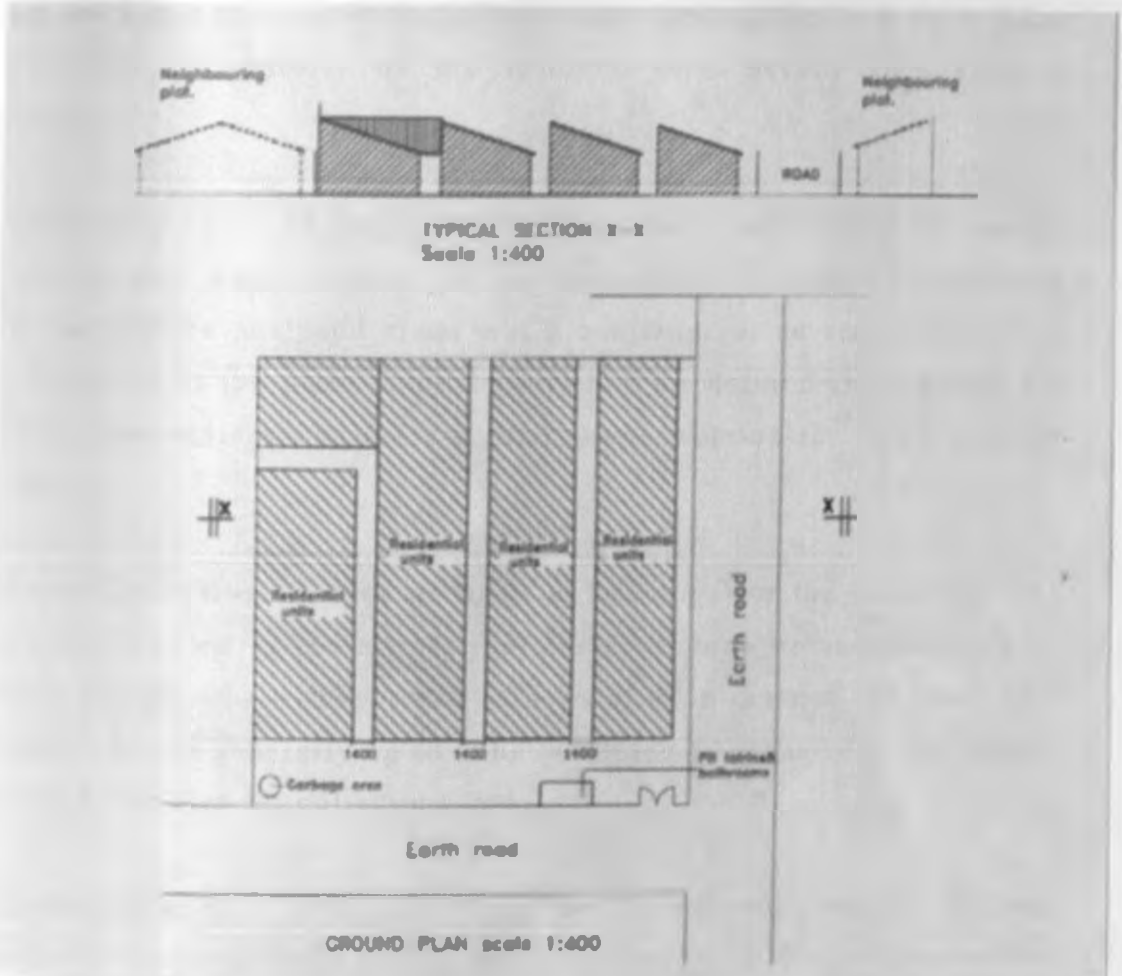 Neighbouring
plot.
Neighbouring
plot.
ROAD
TYPICAL SECTION X X
Scale 1:400
X
X
Residential
units
Residential
units
Residential
units
Residential
units
Earth road
1400
1400
1400
Pit latrine&
bathrooms
Garbage area
Earth road
GROUND PLAN scale 1:400